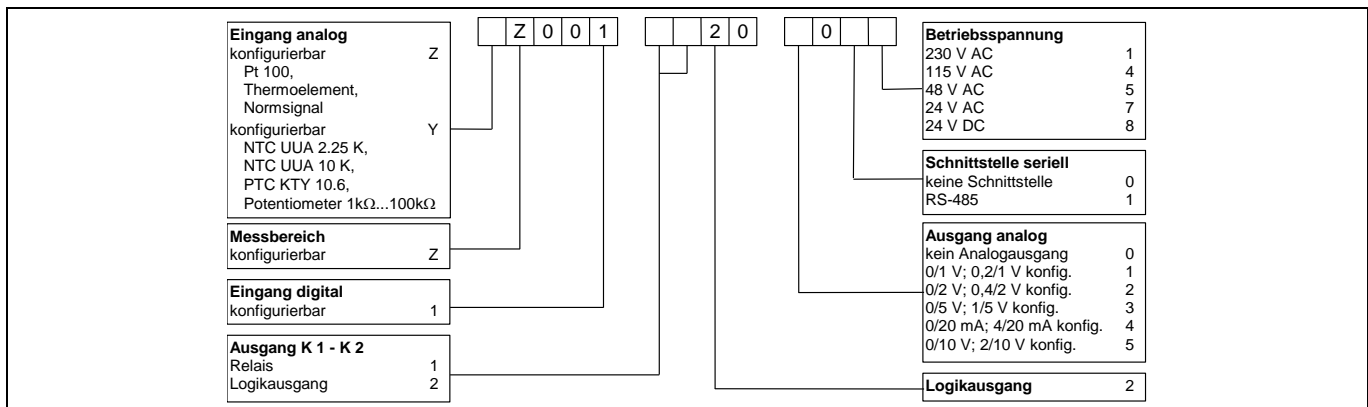 Z 0 0 1 2 0 0
Eingang analog
konfigurierbar Z
Pt 100,
Thermoelement,
Normsignal
konfigurierbar Y
NTC UUA 2.25 K,
NTC UUA 10 K,
PTC KTY 10.6,
Potentiometer 1kΩ...100kΩ
Messbereich
konfigurierbar Z
Eingang digital
konfigurierbar 1
Ausgang K 1 - K 2
Relais 1
Logikausgang 2
Betriebsspannung
230 V AC 1
115 V AC 4
48 V AC 5
24 V AC 7
24 V DC 8
Schnittstelle seriell
keine Schnittstelle 0
RS-485 1
Ausgang analog
kein Analogausgang 0
0/1 V; 0,2/1 V konfig. 1
0/2 V; 0,4/2 V konfig. 2
0/5 V; 1/5 V konfig. 3
0/20 mA; 4/20 mA konfig. 4
0/10 V; 2/10 V konfig. 5
Logikausgang 2